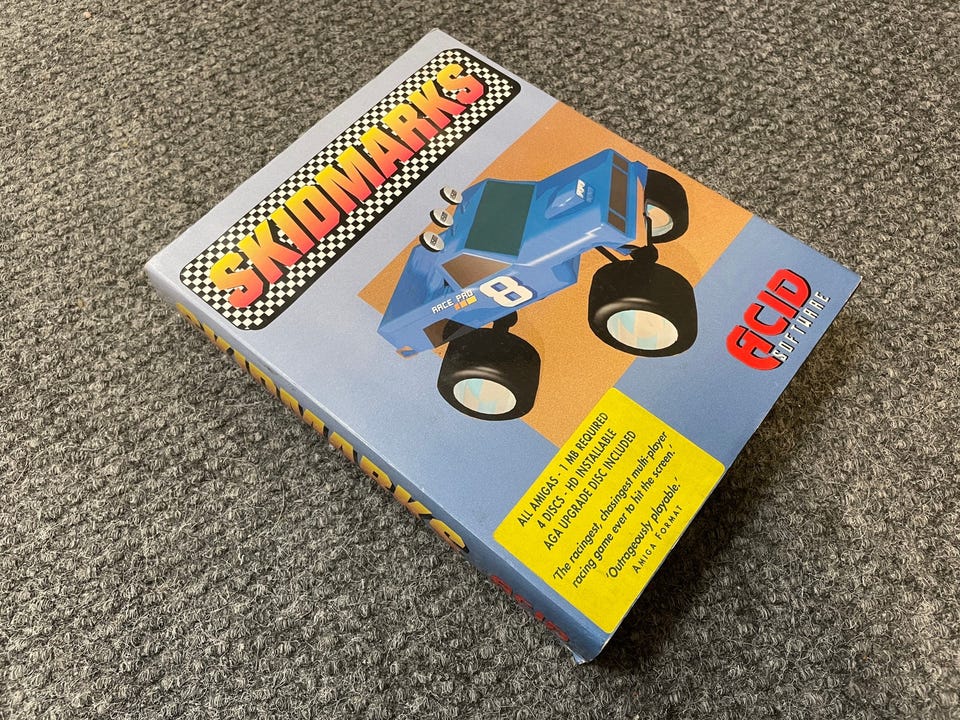 SKIDMARKS
RACE PRO
8
ACID
SOFTWARE
ALL AMIGAS - 1 MB REQUIRED
4 DISCS - HD INSTALLABLE
AGA UPGRADE DISC INCLUDED
'The racingest, chasingest multi-player
racing game ever to hit the screen.'
'Outrageously playable.'
AMIGA FORMAT
SKIDMARKS
ACID